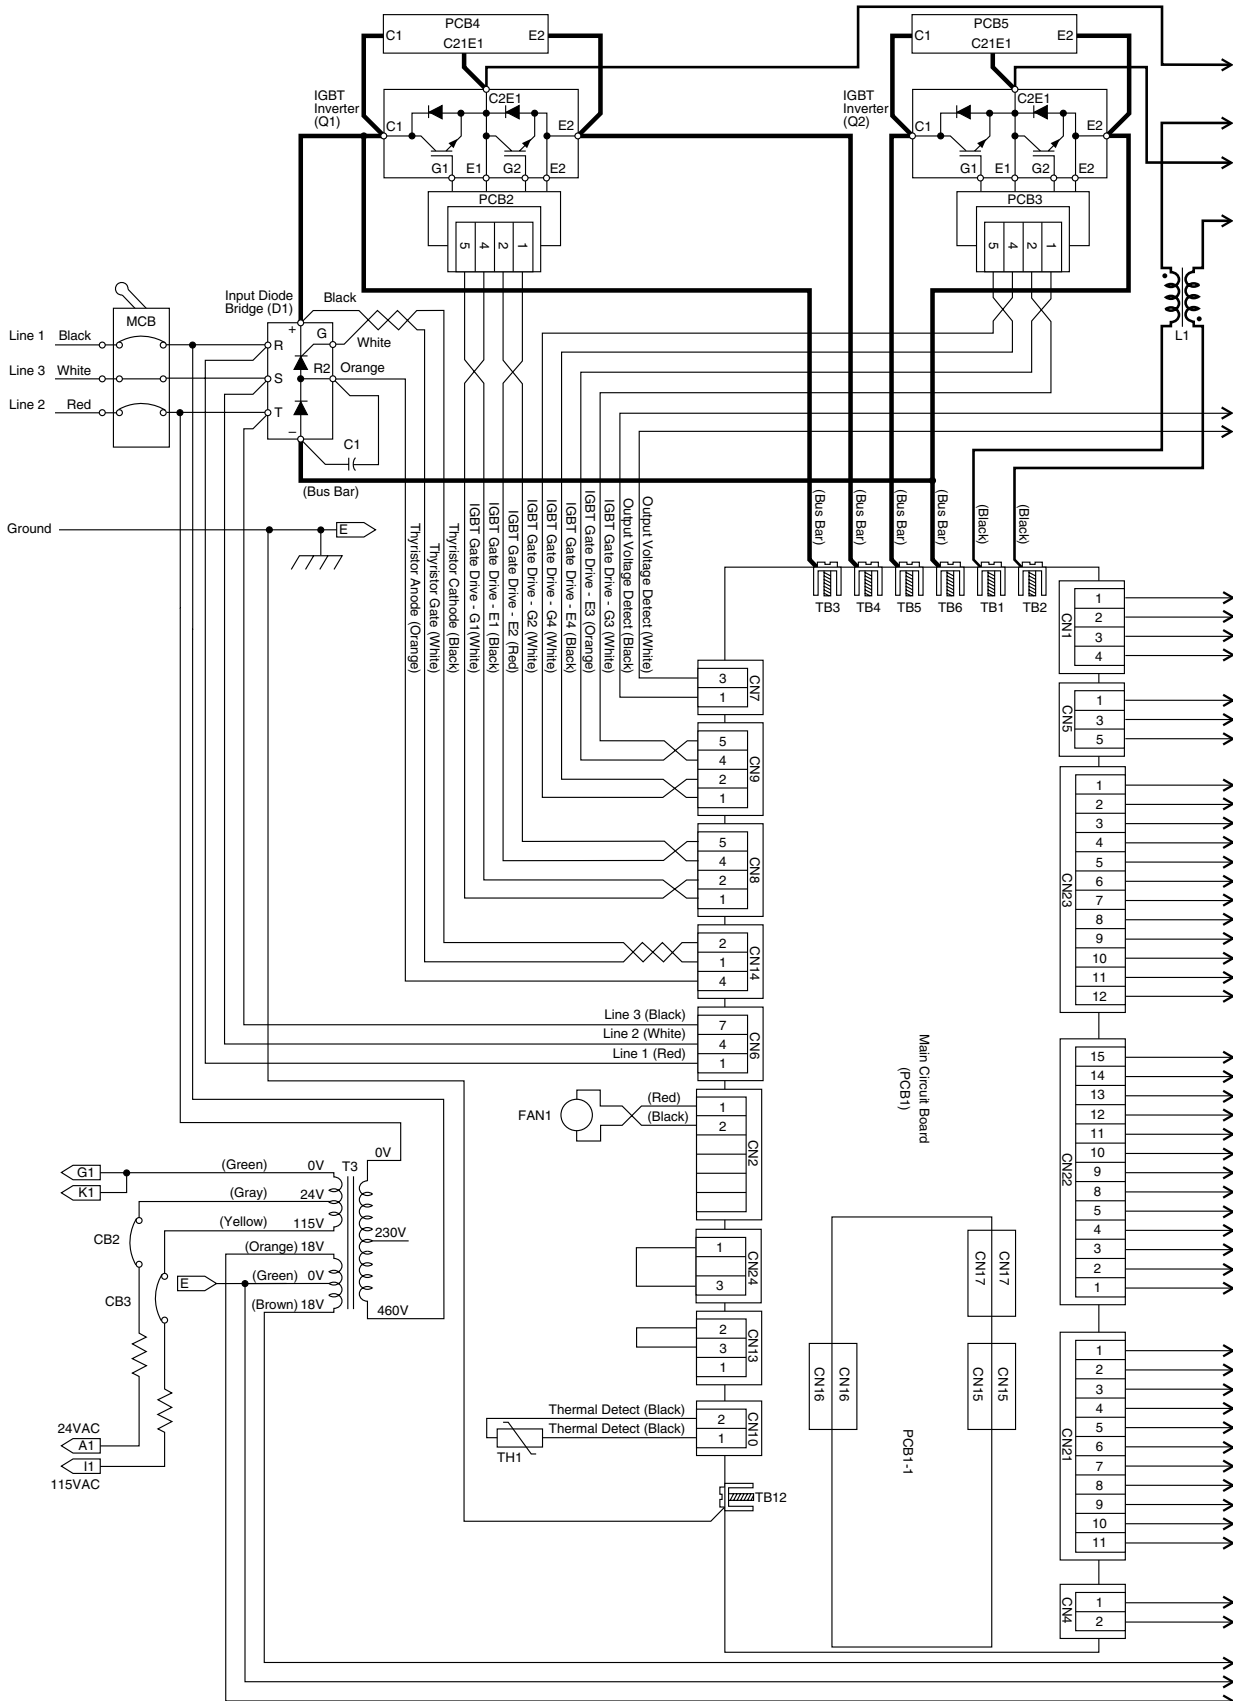 PCB4
C1
C21E1
E2
PCB5
C1
C21E1
E2
IGBT
Inverter
(Q1)
C2E1
C1
E2
G1
E1
G2
E2
PCB2
5
4
2
1
IGBT
Inverter
(Q2)
C2E1
C1
E2
G1
E1
G2
E2
PCB3
5
4
2
1
L1
Input Diode
Bridge (D1)
Black
White
Orange
+
G
R
R2
S
T
–
C1
(Bus Bar)
MCB
Line 1 Black
Line 3 White
Line 2 Red
Ground
E
Thyristor Anode (Orange)
Thyristor Gate (White)
Thyristor Cathode (Black)
IGBT Gate Drive - G1(White)
IGBT Gate Drive - E1 (Black)
IGBT Gate Drive - E2 (Red)
IGBT Gate Drive - G2 (White)
IGBT Gate Drive - G4 (White)
IGBT Gate Drive - E4 (Black)
IGBT Gate Drive - E3 (Orange)
IGBT Gate Drive - G3 (White)
Output Voltage Detect (Black)
Output Voltage Detect (White)
(Bus Bar)
(Bus Bar)
(Bus Bar)
(Bus Bar)
(Black)
(Black)
TB3
TB4
TB5
TB6
TB1
TB2
CN7
3
1
CN9
5
4
2
1
CN8
5
4
2
1
CN14
2
1
4
Line 3 (Black)
Line 2 (White)
Line 1 (Red)
CN6
7
4
1
FAN1
(Red)
(Black)
CN2
1
2
CN24
1
3
CN13
2
3
1
Thermal Detect (Black)
Thermal Detect (Black)
TH1
CN10
2
1
TB12
Main Circuit Board
(PCB1)
CN17
CN17
CN16
CN16
CN15
CN15
PCB1-1
CN1
1
2
3
4
CN5
1
3
5
CN23
1
2
3
4
5
6
7
8
9
10
11
12
CN22
15
14
13
12
11
10
9
8
5
4
3
2
1
CN21
1
2
3
4
5
6
7
8
9
10
11
CN4
1
2
G1
K1
(Green) 0V
T3
0V
(Gray) 24V
(Yellow) 115V
230V
(Orange) 18V
(Green) 0V
(Brown) 18V
460V
CB2
E
CB3
24VAC
A1
I1
115VAC